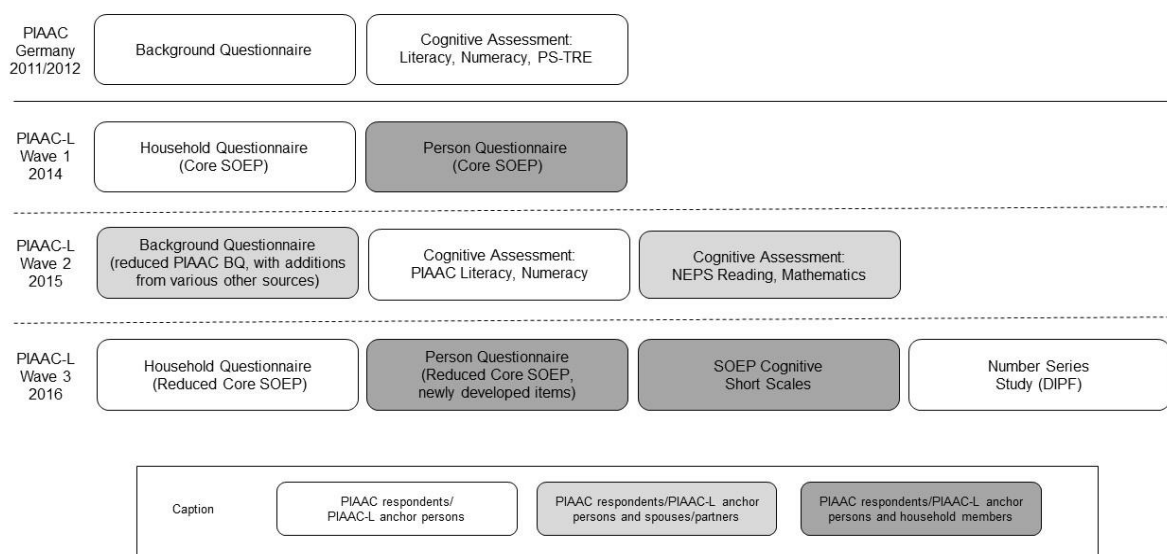 PIAAC
Germany
2011/2012
Background Questionnaire
Cognitive Assessment:
Literacy, Numeracy, PS-TRE
PIAAC-L
Wave 1
2014
Household Questionnaire
(Core SOEP)
Person Questionnaire
(Core SOEP)
PIAAC-L
Wave 2
2015
Background Questionnaire
(reduced PIAAC BQ, with additions
from various other sources)
Cognitive Assessment:
PIAAC Literacy, Numeracy
Cognitive Assessment:
NEPS Reading, Mathematics
PIAAC-L
Wave 3
2016
Household Questionnaire
(Reduced Core SOEP)
Person Questionnaire
(Reduced Core SOEP,
newly developed items)
SOEP Cognitive
Short Scales
Number Series
Study (DIPF)
Caption
PIAAC respondents/
PIAAC-L anchor persons
PIAAC respondents/PIAAC-L anchor
persons and spouses/partners
PIAAC respondents/PIAAC-L anchor
persons and household members